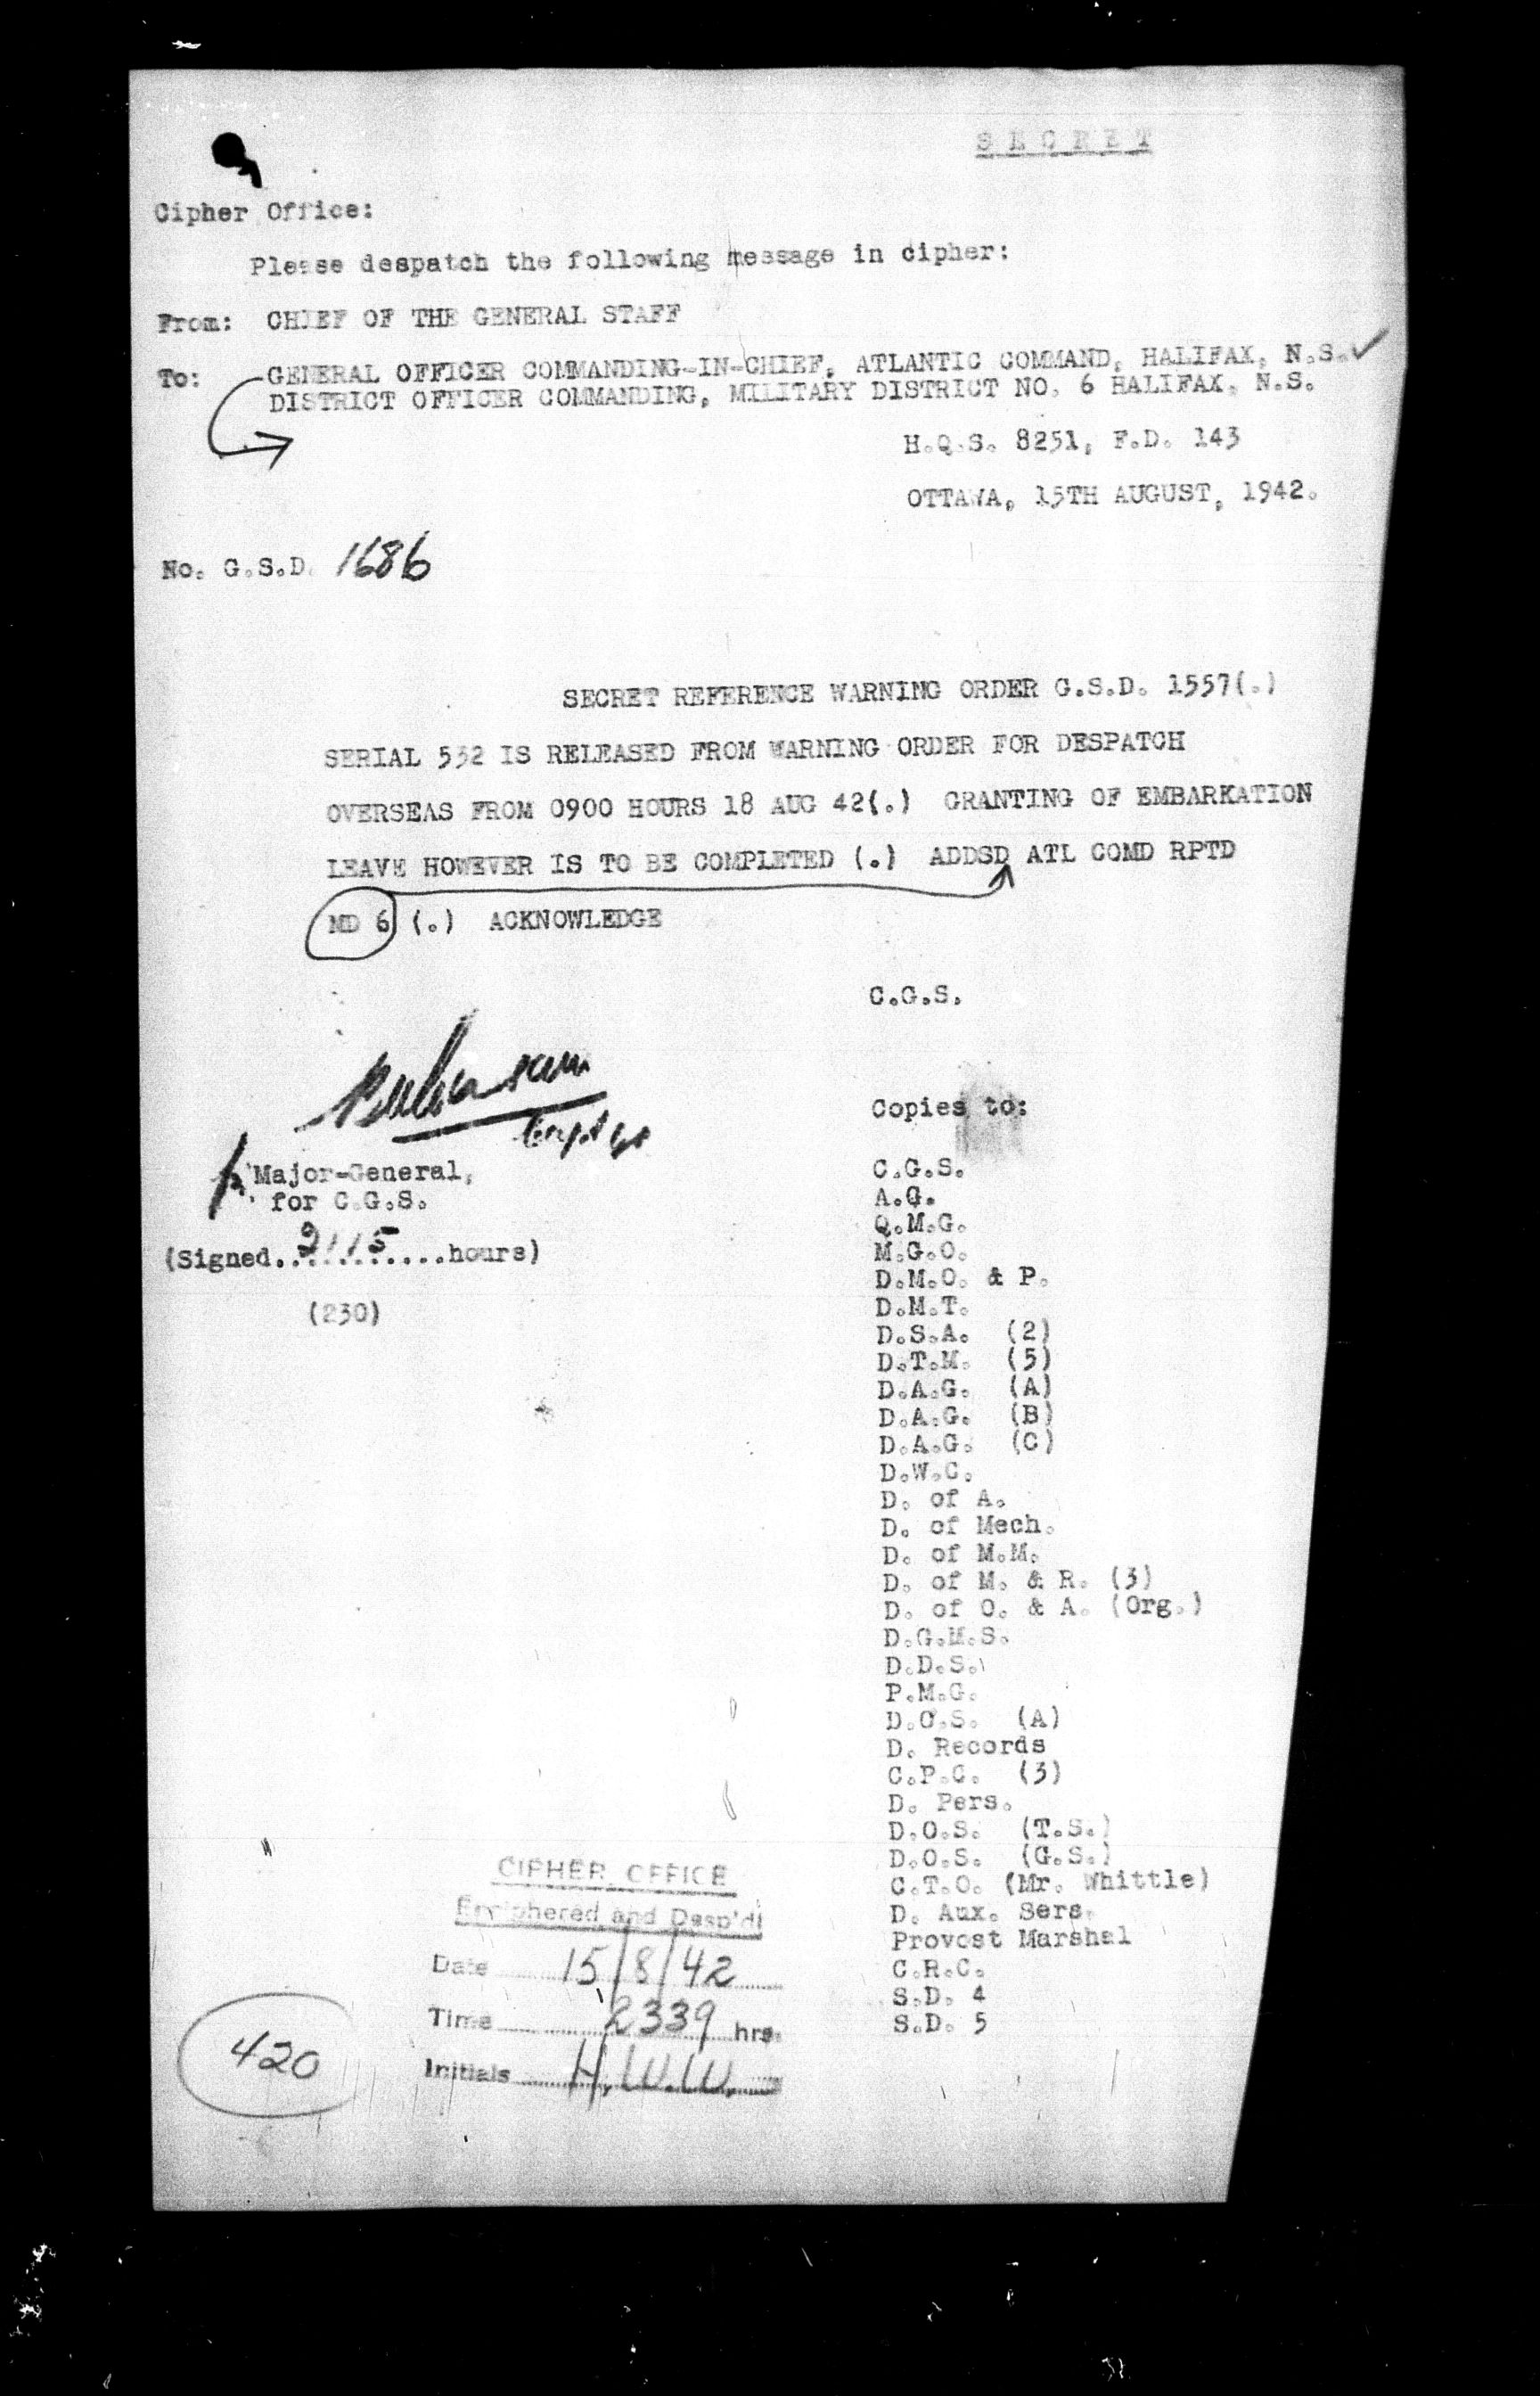 SECRET
Cipher Office:
Please despatch the following message in cipher:
From: CHIEF OF THE GENERAL STAFF
To: GENERAL OFFICER COMMANDING-IN-CHIEF, ATLANTIC COMMAND, HALIFAX, N.S. ✓
DISTRICT OFFICER COMMANDING, MILITARY DISTRICT NO. 6 HALIFAX, N.S.
H.Q.S. 8251, F.D. 143
OTTAWA, 15TH AUGUST, 1942.
No. G.S.D. 1686
SECRET REFERENCE WARNING ORDER G.S.D. 1557(.)
SERIAL 532 IS RELEASED FROM WARNING ORDER FOR DESPATCH
OVERSEAS FROM 0900 HOURS 18 AUG 42(.) GRANTING OF EMBARKATION
LEAVE HOWEVER IS TO BE COMPLETED (.) ADDSD ATL COMD RPTD
MD 6 (.) ACKNOWLEDGE
C.G.S.
Major-General,
for C.G.S.
(Signed..2115.....hours)
(230)
Copies to:
C.G.S.
A.G.
Q.M.G.
M.G.O.
D.M.O. & P.
D.M.T.
D.S.A. (2)
D.T.M. (5)
D.A.G. (A)
D.A.G. (B)
D.A.G. (C)
D.W.C.
D. of A.
D. of Mech.
D. of M.M.
D. of M. & R. (3)
D. of O. & A. (Org.)
D.G.M.S.
D.D.S.
P.M.G.
D.C.S. (A)
D. Records
C.P.C. (3)
D. Pers.
D.O.S. (T.S.)
D.O.S. (G.S.)
C.T.O. (Mr. Whittle)
D. Aux. Sers.
Provost Marshal
C.R.C.
S.D. 4
S.D. 5
CIPHER OFFICE
Enciphered and Desp'd
Date 15/8/42
Time 2339 hrs.
Initials H.W.W.
420